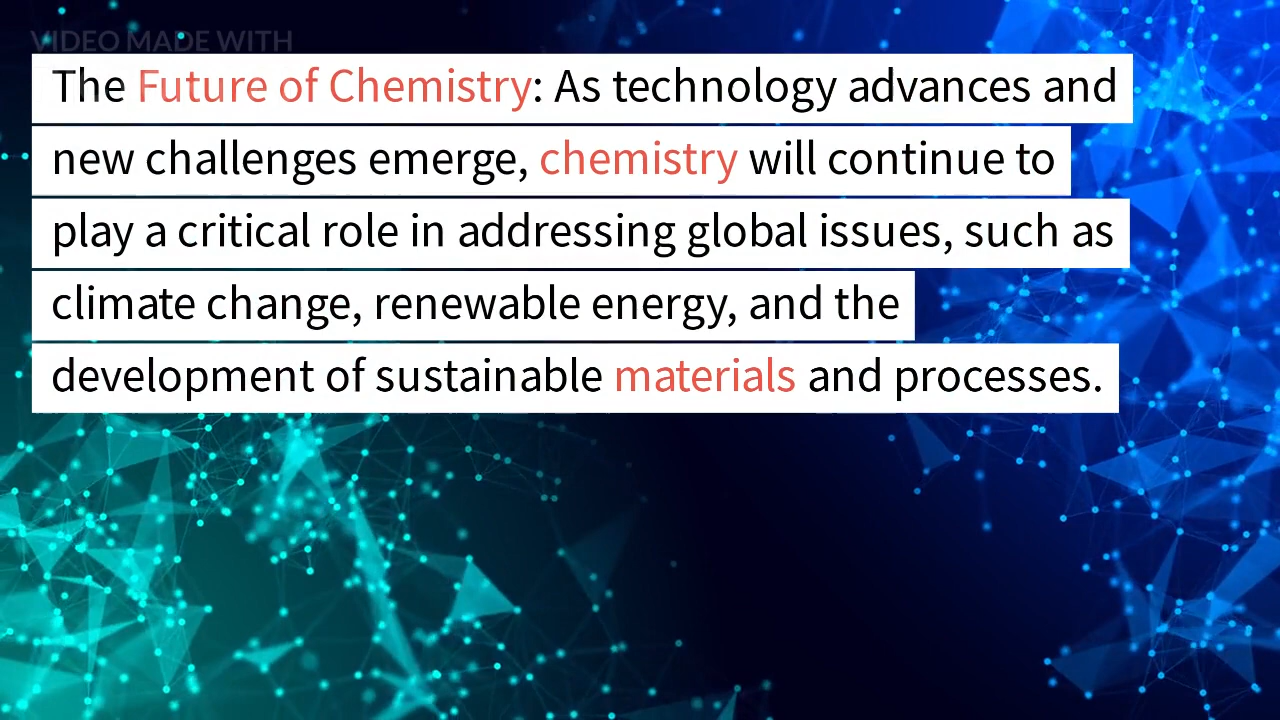 VIDEO MADE WITH
The Future of Chemistry: As technology advances and
new challenges emerge, chemistry will continue to
play a critical role in addressing global issues, such as
climate change, renewable energy, and the
development of sustainable materials and processes.